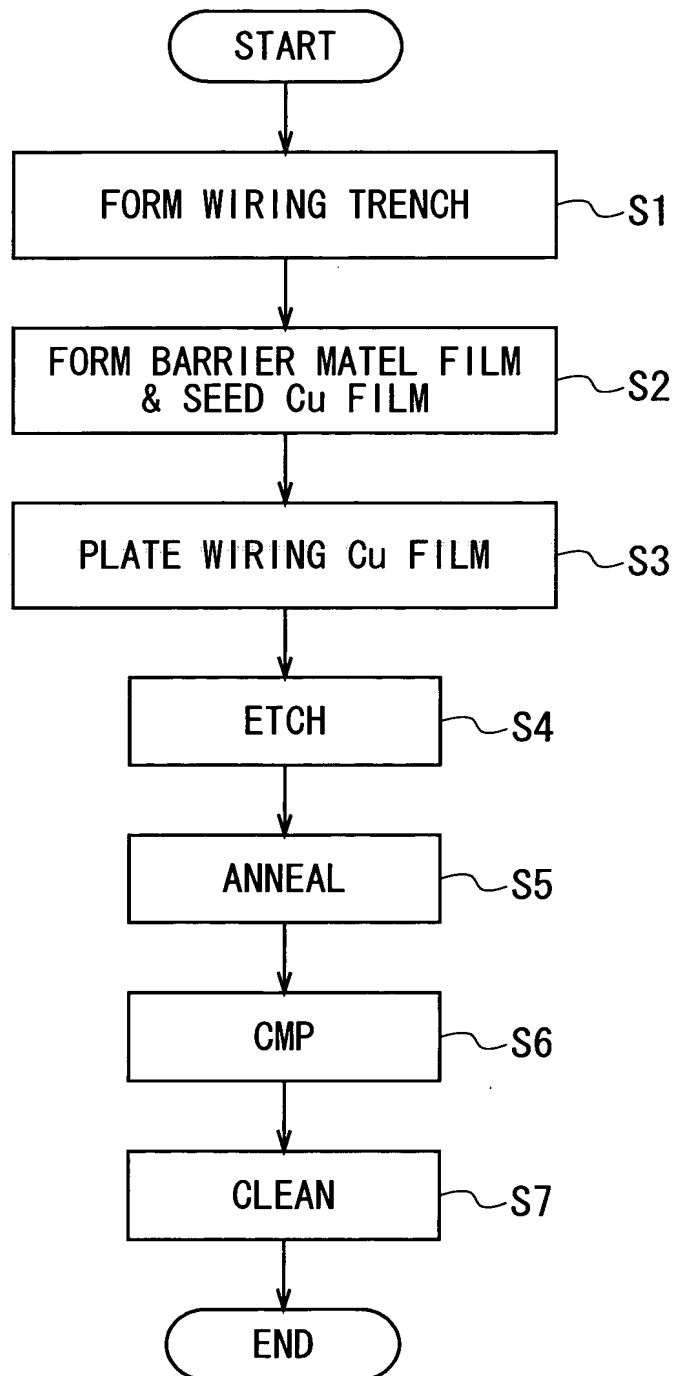 START
FORM WIRING TRENCH
S1
FORM BARRIER MATEL FILM
& SEED Cu FILM
S2
PLATE WIRING Cu FILM
S3
ETCH
S4
ANNEAL
S5
CMP
S6
CLEAN
S7
END